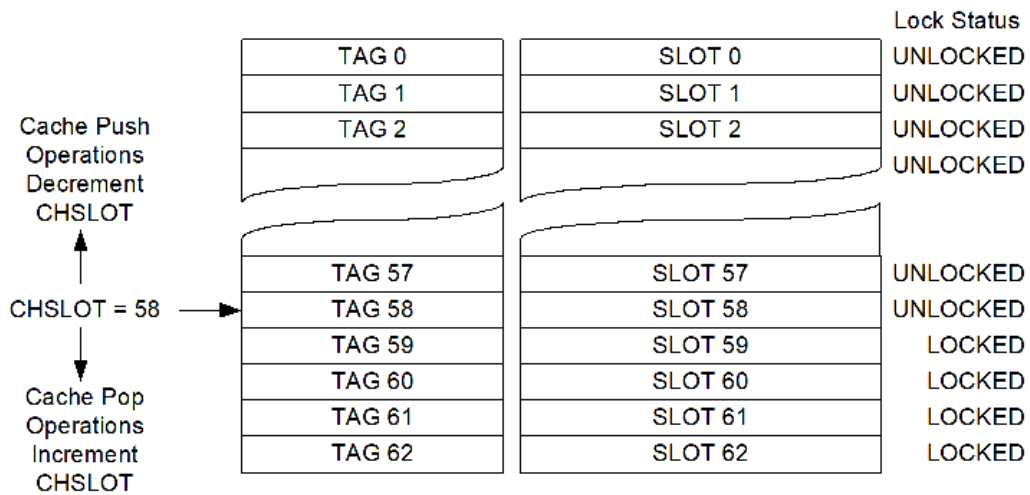 Lock Status
TAG 0 SLOT 0 UNLOCKED
TAG 1 SLOT 1 UNLOCKED
TAG 2 SLOT 2 UNLOCKED
UNLOCKED
Cache Push
Operations
Decrement
CHSLOT
TAG 57 SLOT 57 UNLOCKED
CHSLOT = 58 TAG 58 SLOT 58 UNLOCKED
TAG 59 SLOT 59 LOCKED
TAG 60 SLOT 60 LOCKED
TAG 61 SLOT 61 LOCKED
TAG 62 SLOT 62 LOCKED
Cache Pop
Operations
Increment
CHSLOT